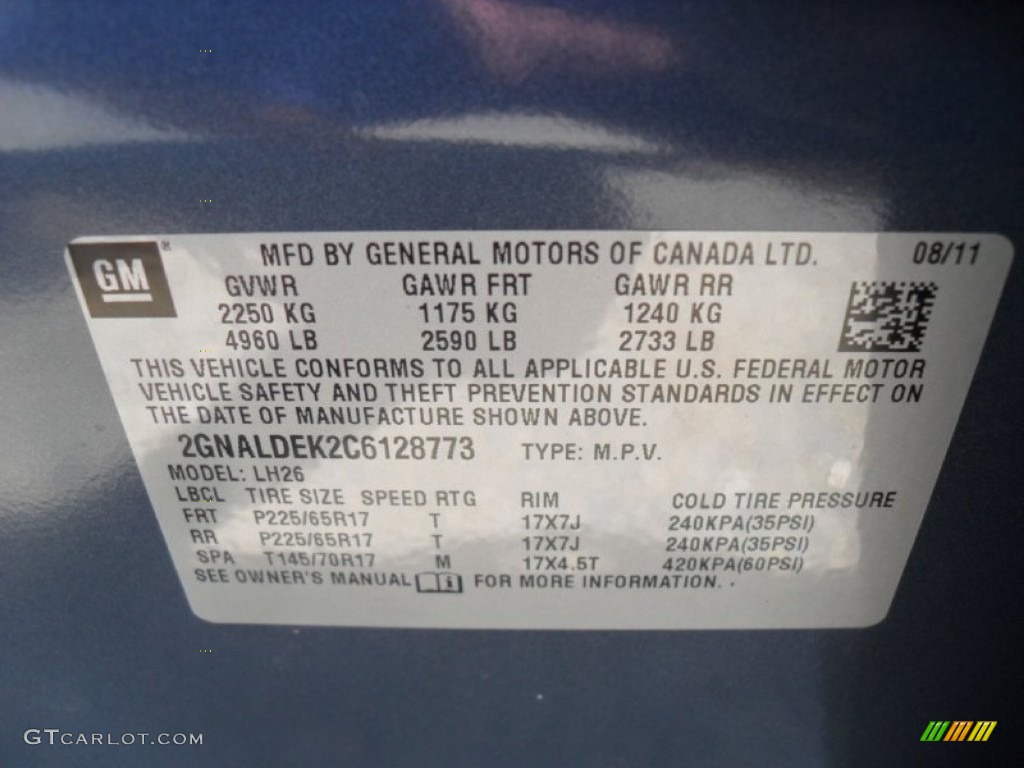 GM ® MFD BY GENERAL MOTORS OF CANADA LTD. 08/11
GVWR GAWR FRT GAWR RR
2250 KG 1175 KG 1240 KG
4960 LB 2590 LB 2733 LB
THIS VEHICLE CONFORMS TO ALL APPLICABLE U.S. FEDERAL MOTOR
VEHICLE SAFETY AND THEFT PREVENTION STANDARDS IN EFFECT ON
THE DATE OF MANUFACTURE SHOWN ABOVE.
2GNALDEK2C6128773 TYPE: M.P.V.
MODEL: LH26
LBCL TIRE SIZE SPEED RTG RIM COLD TIRE PRESSURE
FRT P225/65R17 T 17X7J 240KPA(35PSI)
RR P225/65R17 T 17X7J 240KPA(35PSI)
SPA T145/70R17 M 17X4.5T 420KPA(60PSI)
SEE OWNER'S MANUAL FOR MORE INFORMATION.
GTCARLOT.COM